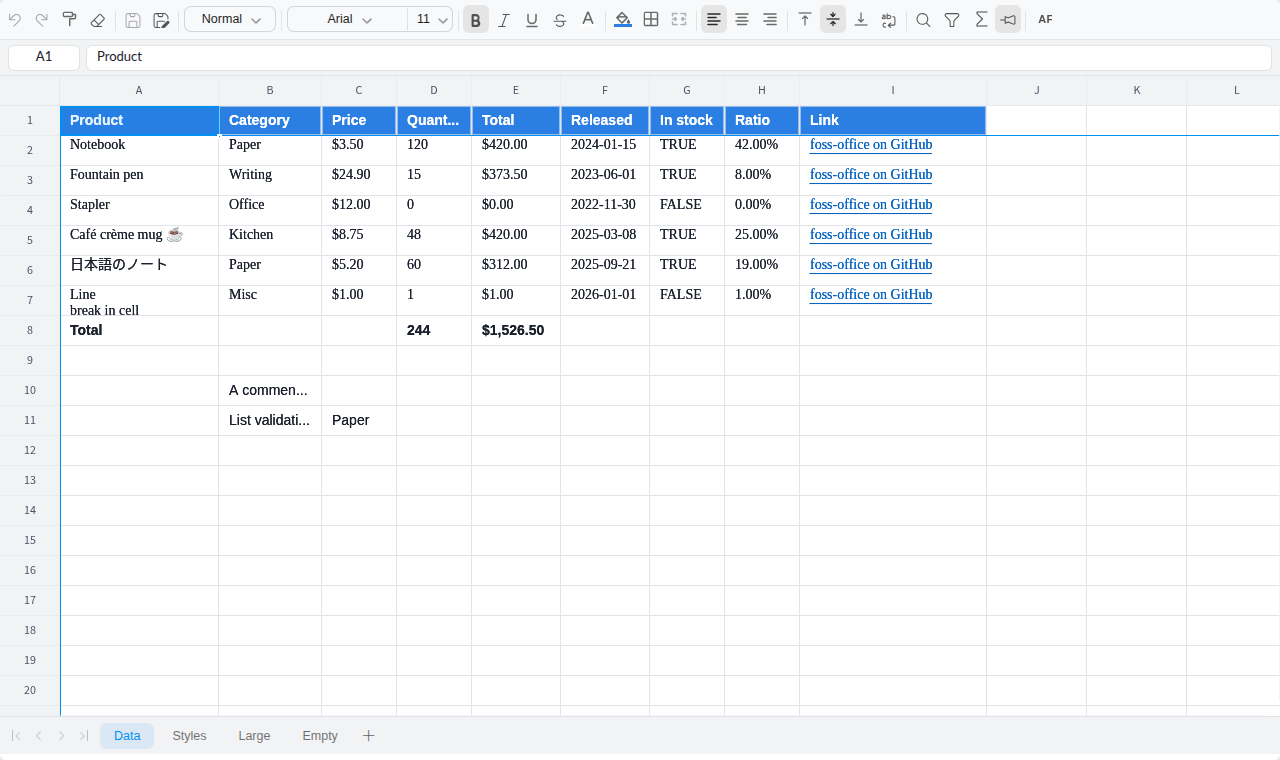 Normal Arial 11 B I U S A ab c AF
A1 Product
A B C D E F G H I J K L
1 Product Category Price Quant... Total Released In stock Ratio Link
2 Notebook Paper $3.50 120 $420.00 2024-01-15 TRUE 42.00% foss-office on GitHub
3 Fountain pen Writing $24.90 15 $373.50 2023-06-01 TRUE 8.00% foss-office on GitHub
4 Stapler Office $12.00 0 $0.00 2022-11-30 FALSE 0.00% foss-office on GitHub
5 Café crème mug ☕ Kitchen $8.75 48 $420.00 2025-03-08 TRUE 25.00% foss-office on GitHub
6 日本語のノート Paper $5.20 60 $312.00 2025-09-21 TRUE 19.00% foss-office on GitHub
7 Line Misc $1.00 1 $1.00 2026-01-01 FALSE 1.00% foss-office on GitHub
break in cell
8 Total 244 $1,526.50
9
10 A commen...
11 List validati... Paper
12
13
14
15
16
17
18
19
20
Data Styles Large Empty